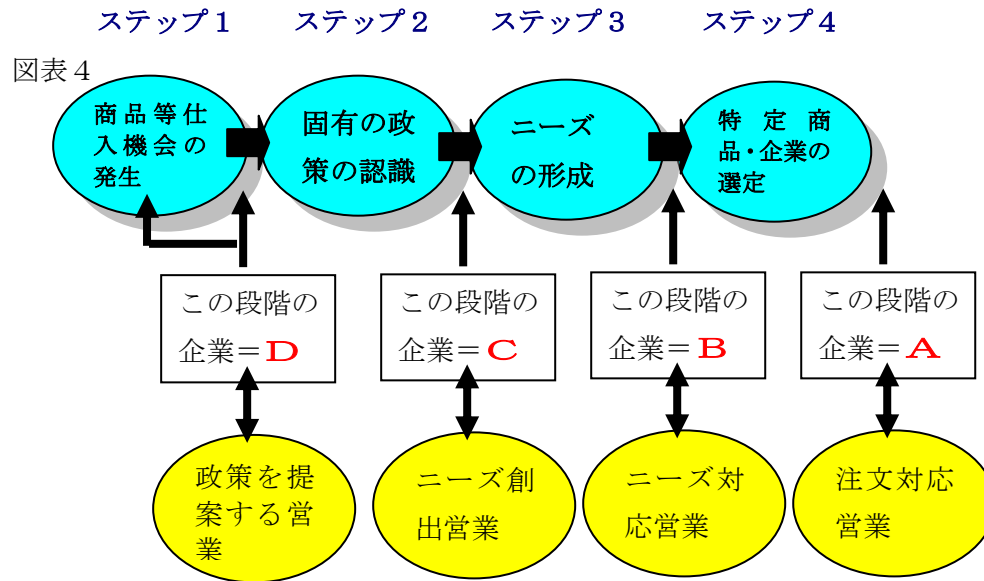 ステップ1 ステップ2 ステップ3 ステップ4
図表4
商品等仕
入機会の
発生
固有の政
策の認識
ニーズ
の形成
特定商
品・企業の
選定
この段階の
企業=D
この段階の
企業=C
この段階の
企業=B
この段階の
企業=A
政策を提
案する営
業
ニーズ創
出営業
ニーズ対
応営業
注文対応
営業